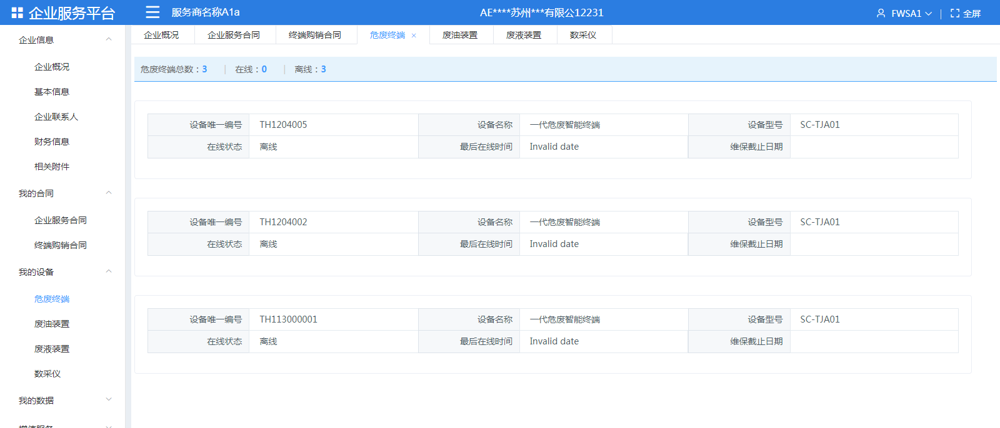 企业服务平台
服务商名称A1a
AE****苏州***有限公12231
FWSA1
全屏
企业信息
企业概况
基本信息
企业联系人
财务信息
相关附件
我的合同
企业服务合同
终端购销合同
我的设备
危废终端
废油装置
废液装置
数采仪
我的数据
增值服务
企业概况 企业服务合同 终端购销合同 危废终端 × 废油装置 废液装置 数采仪
危废终端总数：3 | 在线：0 | 离线：3
设备唯一编号 TH1204005 设备名称 一代危废智能终端 设备型号 SC-TJA01
在线状态 离线 最后在线时间 Invalid date 维保截止日期
设备唯一编号 TH1204002 设备名称 一代危废智能终端 设备型号 SC-TJA01
在线状态 离线 最后在线时间 Invalid date 维保截止日期
设备唯一编号 TH113000001 设备名称 一代危废智能终端 设备型号 SC-TJA01
在线状态 离线 最后在线时间 Invalid date 维保截止日期